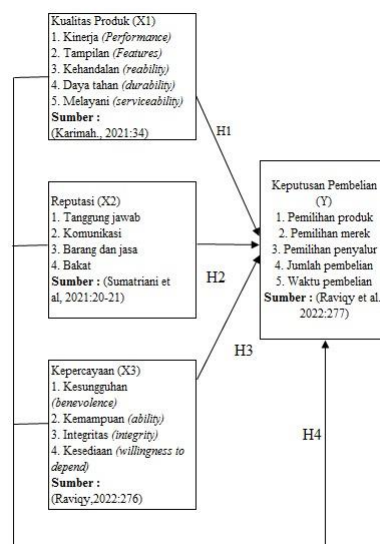 Kualitas Produk (X1)
1. Kinerja (Performance)
2. Tampilan (Features)
3. Kehandalan (reability)
4. Daya tahan (durability)
5. Melayani (serviceability)
Sumber :
(Karimah., 2021:34)
H1
Reputasi (X2)
1. Tanggung jawab
2. Komunikasi
3. Barang dan jasa
4. Bakat
Sumber : (Sumatriani et
al, 2021:20-21)
H2
Kepercayaan (X3)
1. Kesungguhan
(benevolence)
2. Kemampuan (ability)
3. Integritas (integrity)
4. Kesediaan (willingness to
depend)
Sumber :
(Raviqy,2022:276)
H3
Keputusan Pembelian
(Y)
1. Pemilihan produk
2. Pemilihan merek
3. Pemilihan penyalur
4. Jumlah pembelian
5. Waktu pembelian
Sumber : (Raviqy et al.
2022:277)
H4